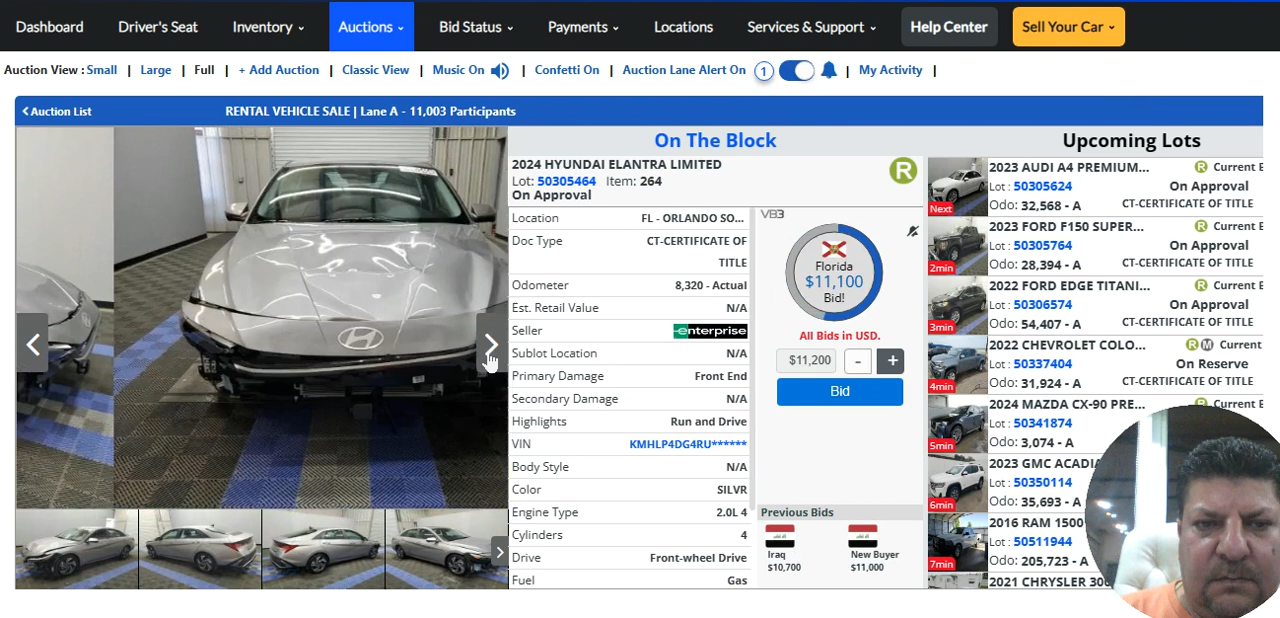 Dashboard Driver's Seat Inventory Auctions Bid Status Payments Locations Services & Support Help Center Sell Your Car
Auction View : Small | Large | Full | + Add Auction | Classic View | Music On | Confetti On | Auction Lane Alert On 1 | My Activity |
Auction List RENTAL VEHICLE SALE | Lane A - 11,003 Participants
On The Block
2024 HYUNDAI ELANTRA LIMITED
Lot: 50305464 Item: 264
On Approval
R
Location FL - ORLANDO SO...
Doc Type CT-CERTIFICATE OF
TITLE
Odometer 8,320 - Actual
Est. Retail Value N/A
Seller enterprise
Sublot Location N/A
Primary Damage Front End
Secondary Damage N/A
Highlights Run and Drive
VIN KMHLP4DG4RU******
Body Style N/A
Color SILVR
Engine Type 2.0L 4
Cylinders 4
Drive Front-wheel Drive
Fuel Gas
VB3
Florida
$11,100
Bid!
All Bids in USD.
$11,200 - +
Bid
Previous Bids
Iraq
$10,700
New Buyer
$11,000
Upcoming Lots
2023 AUDI A4 PREMIUM... R Current
Lot : 50305624 On Approval
Next Odo: 32,568 - A CT-CERTIFICATE OF TITLE
2023 FORD F150 SUPER... R Current
Lot : 50305764 On Approval
2min Odo: 28,394 - A CT-CERTIFICATE OF TITLE
2022 FORD EDGE TITANI... R Current
Lot : 50306574 On Approval
3min Odo: 54,407 - A CT-CERTIFICATE OF TITLE
2022 CHEVROLET COLO... R M Current
Lot : 50337404 On Reserve
4min Odo: 31,924 - A CT-CERTIFICATE OF TITLE
2024 MAZDA CX-90 PRE... Current
Lot : 50341874
5min Odo: 3,074 - A
2023 GMC ACADIA
Lot : 50350114
6min Odo: 35,693 - A
2016 RAM 1500
Lot : 50511944
7min Odo: 205,723 - A
2021 CHRYSLER 300